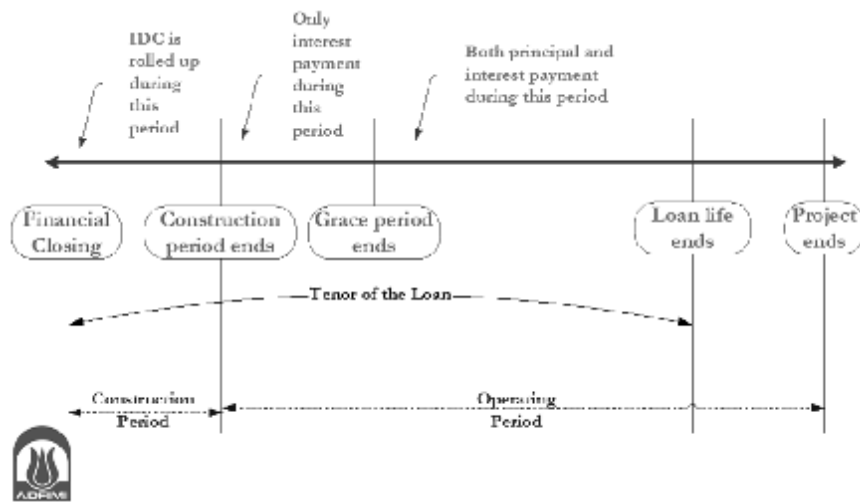 IDC is
rolled up
during
this
period
Only
interest
payment
during
this
period
Both principal and
interest payment
during this period
Financial
Closing
Construction
period ends
Grace period
ends
Loan life
ends
Project
ends
Tenor of the Loan
Construction
Period
Operating
Period